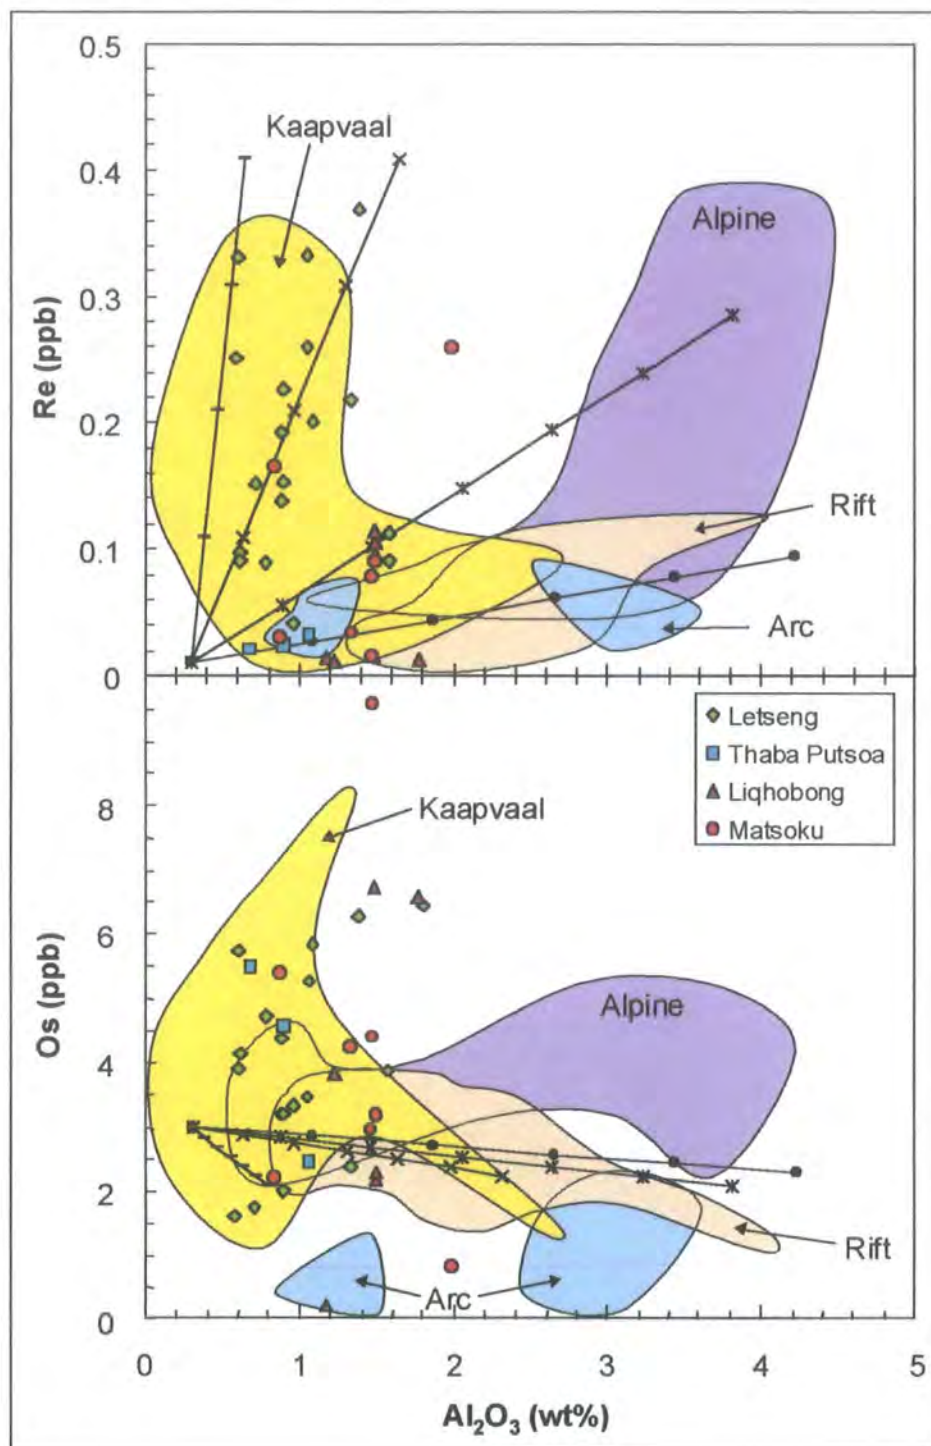 0.5
Kaapvaal
0.4
Alpine
0.3
Re (ppb)
0.2
Rift
0.1
Arc
0
Letseng
Thaba Putsoa
Liqhobong
Matsoku
8
Kaapvaal
6
Os (ppb)
Alpine
4
2
Rift
Arc
0
0 1 2 3 4 5
Al₂O₃ (wt%)